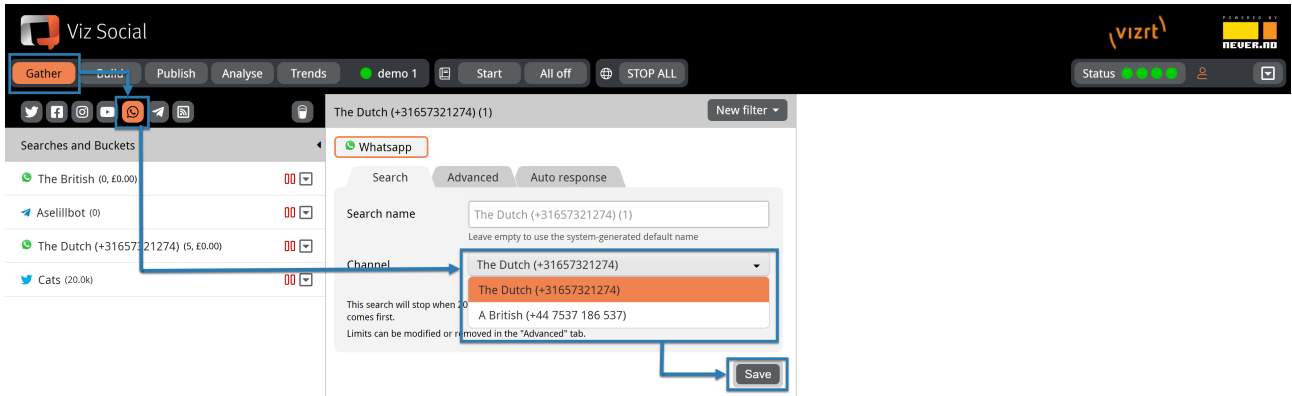 Viz Social
vizrt
POWERED BY
NEVER.NO
Gather Build Publish Analyse Trends demo 1 Start All off STOP ALL Status
The Dutch (+31657321274) (1) New filter
Searches and Buckets
Whatsapp
The British (0, £0.00)
Aselillbot (0)
The Dutch (+31657321274) (5, £0.00)
Cats (20.0k)
Search Advanced Auto response
Search name The Dutch (+31657321274) (1)
Leave empty to use the system-generated default name
Channel The Dutch (+31657321274)
The Dutch (+31657321274)
A British (+44 7537 186 537)
This search will stop when 20
comes first.
Limits can be modified or removed in the "Advanced" tab.
Save